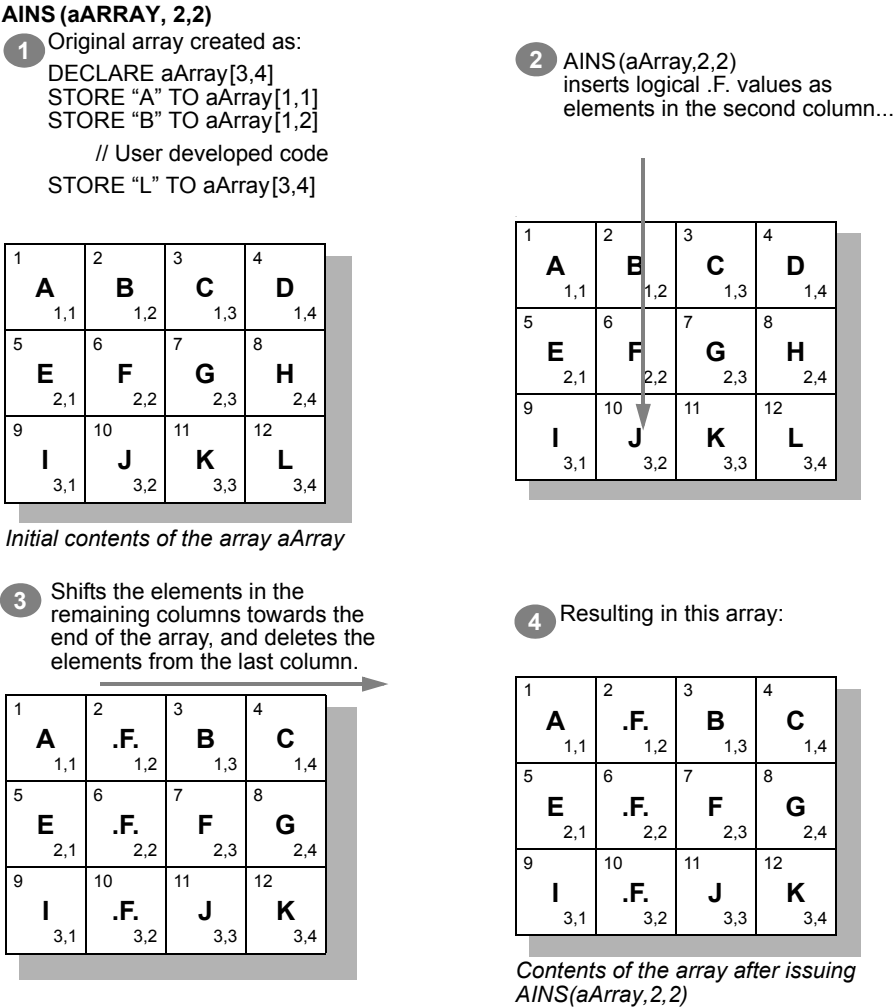 AINS (aARRAY, 2,2)
1 Original array created as:
DECLARE aArray[3,4]
STORE “A” TO aArray[1,1]
STORE “B” TO aArray[1,2]
// User developed code
STORE “L” TO aArray[3,4]
1 2 3 4
A B C D
1,1 1,2 1,3 1,4
5 6 7 8
E F G H
2,1 2,2 2,3 2,4
9 10 11 12
I J K L
3,1 3,2 3,3 3,4
Initial contents of the array aArray
2 AINS(aArray,2,2)
inserts logical .F. values as
elements in the second column...
1 2 3 4
A B C D
1,1 1,2 1,3 1,4
5 6 7 8
E F G H
2,1 2,2 2,3 2,4
9 10 11 12
I J K L
3,1 3,2 3,3 3,4
3 Shifts the elements in the
remaining columns towards the
end of the array, and deletes the
elements from the last column.
1 2 3 4
A .F. B C
1,1 1,2 1,3 1,4
5 6 7 8
E .F. F G
2,1 2,2 2,3 2,4
9 10 11 12
I .F. J K
3,1 3,2 3,3 3,4
4 Resulting in this array:
1 2 3 4
A .F. B C
1,1 1,2 1,3 1,4
5 6 7 8
E .F. F G
2,1 2,2 2,3 2,4
9 10 11 12
I .F. J K
3,1 3,2 3,3 3,4
Contents of the array after issuing
AINS(aArray,2,2)